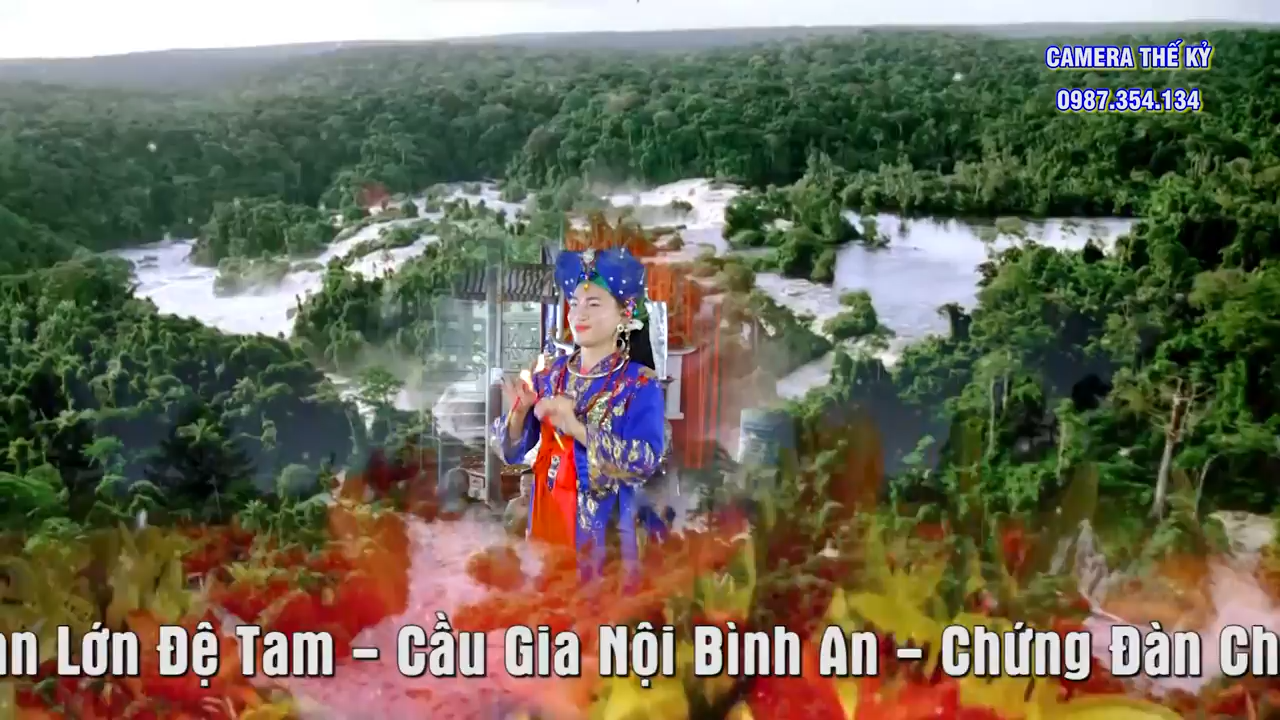 CAMERA THẾ KỶ
0987.354.134
Lớn Đệ Tam – Cầu Gia Nội Bình An – Chứng Đàn